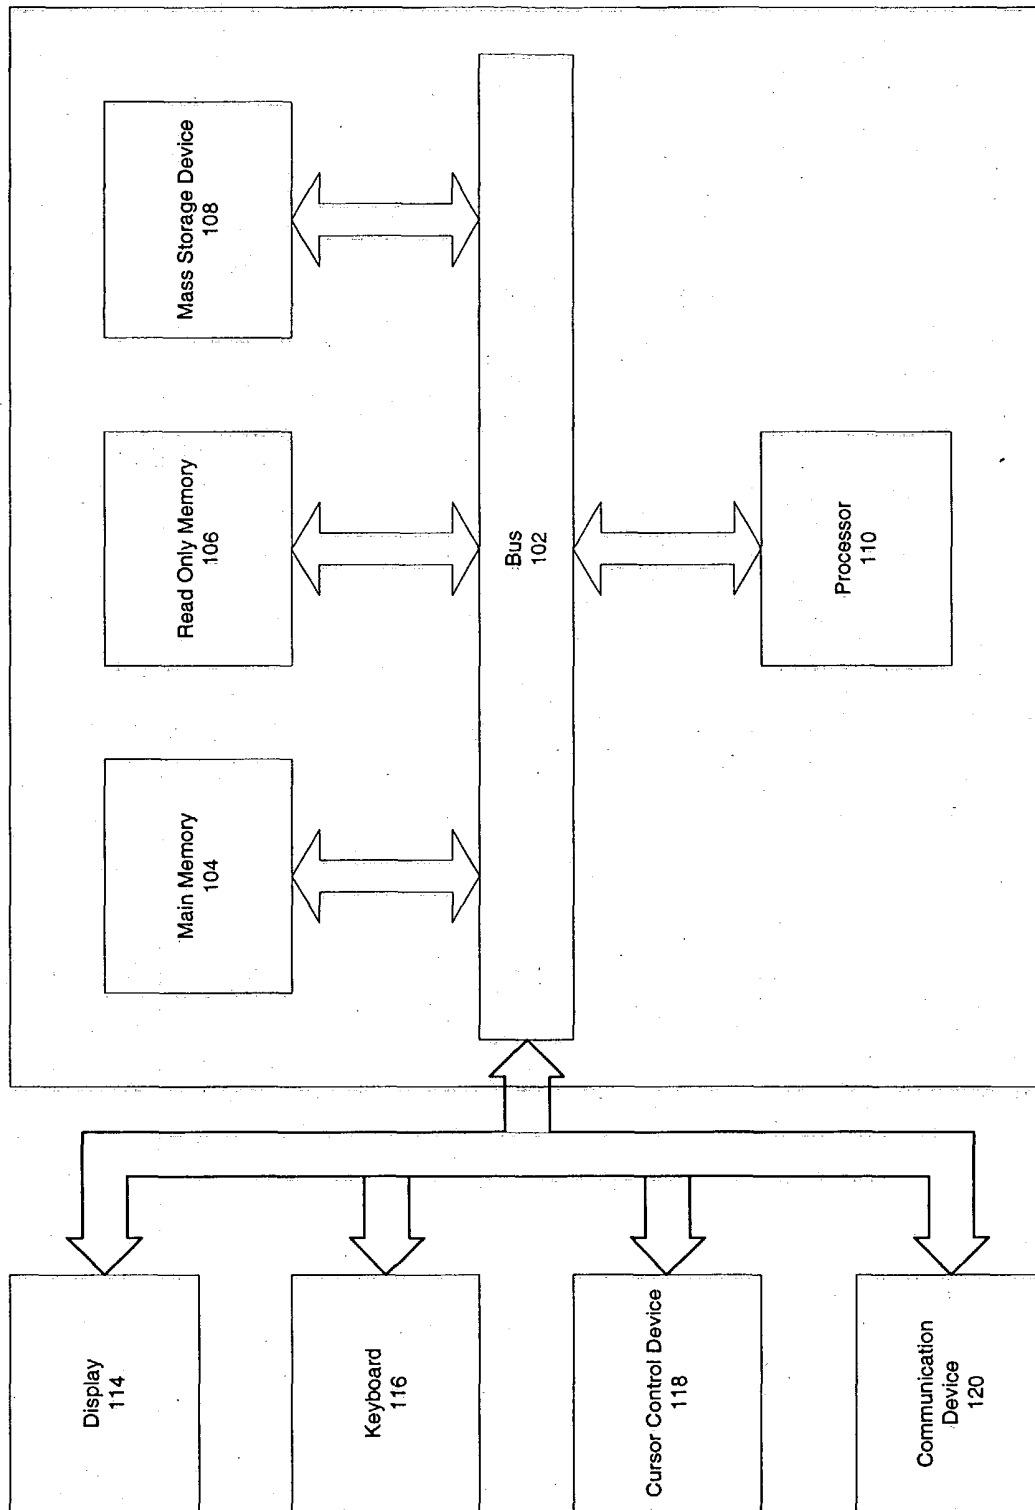 Display
114
Keyboard
116
Cursor Control Device
118
Communication
Device
120
Main Memory
104
Read Only Memory
106
Mass Storage Device
108
Bus
102
Processor
110